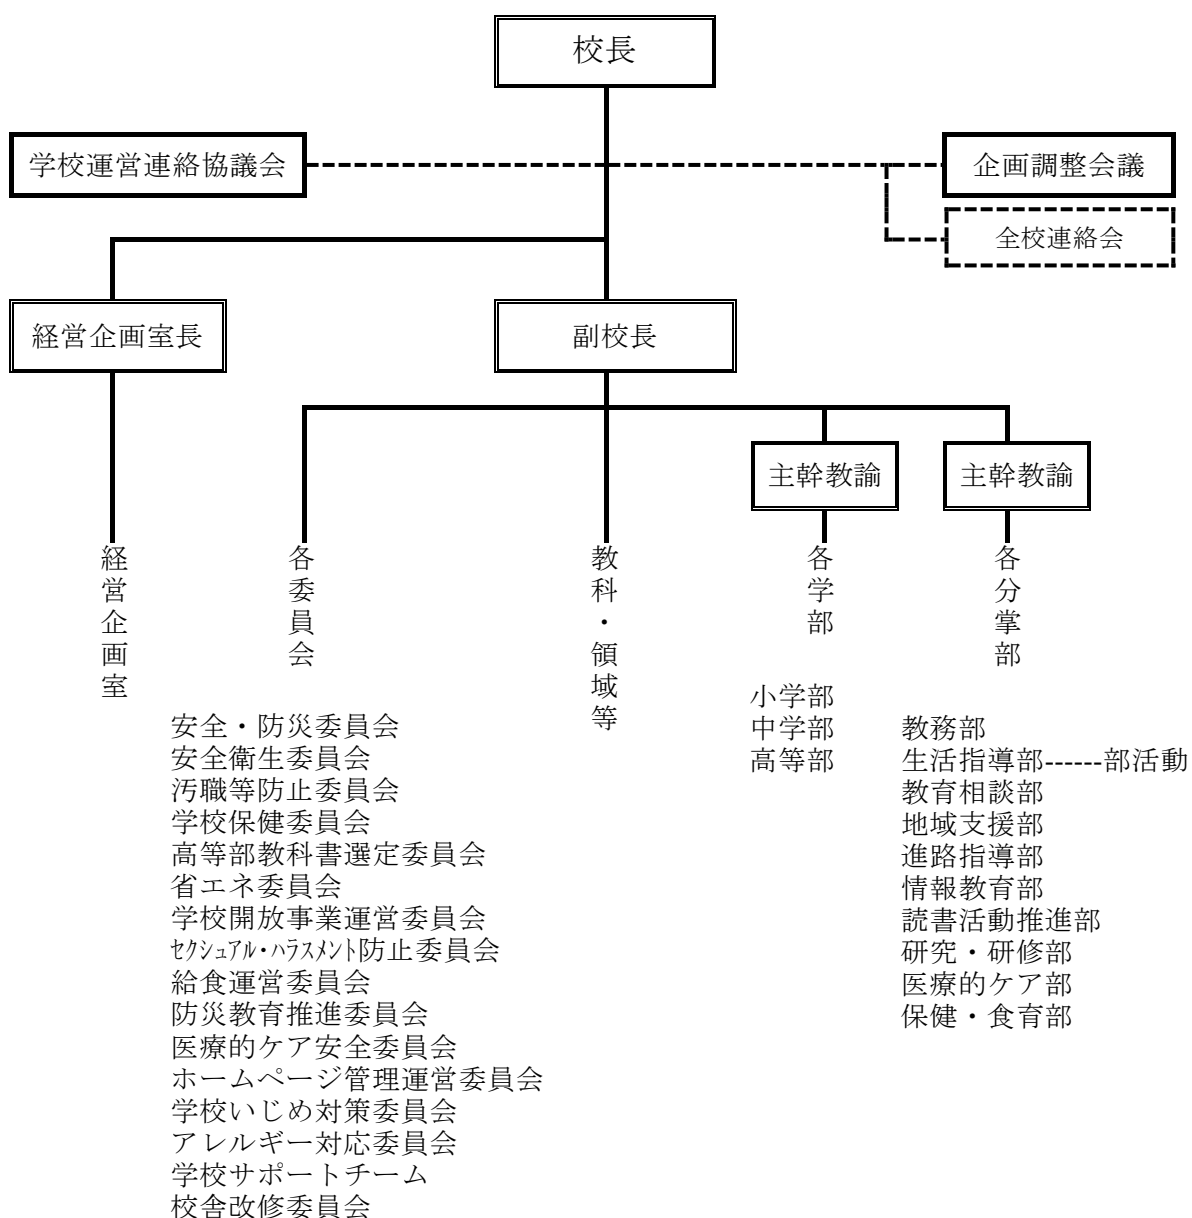 校長
学校運営連絡協議会
企画調整会議
全校連絡会
経営企画室長
副校長
主幹教諭
主幹教諭
経営企画室
各委員会
教科・領域等
各学部
各分掌部
安全・防災委員会
安全衛生委員会
汚職等防止委員会
学校保健委員会
高等部教科書選定委員会
省エネ委員会
学校開放事業運営委員会
ｾｸｼｭｱﾙ・ﾊﾗｽﾒﾝﾄ防止委員会
給食運営委員会
防災教育推進委員会
医療的ケア安全委員会
ホームページ管理運営委員会
学校いじめ対策委員会
アレルギー対応委員会
学校サポートチーム
校舎改修委員会
小学部
中学部
高等部
教務部
生活指導部------部活動
教育相談部
地域支援部
進路指導部
情報教育部
読書活動推進部
研究・研修部
医療的ケア部
保健・食育部